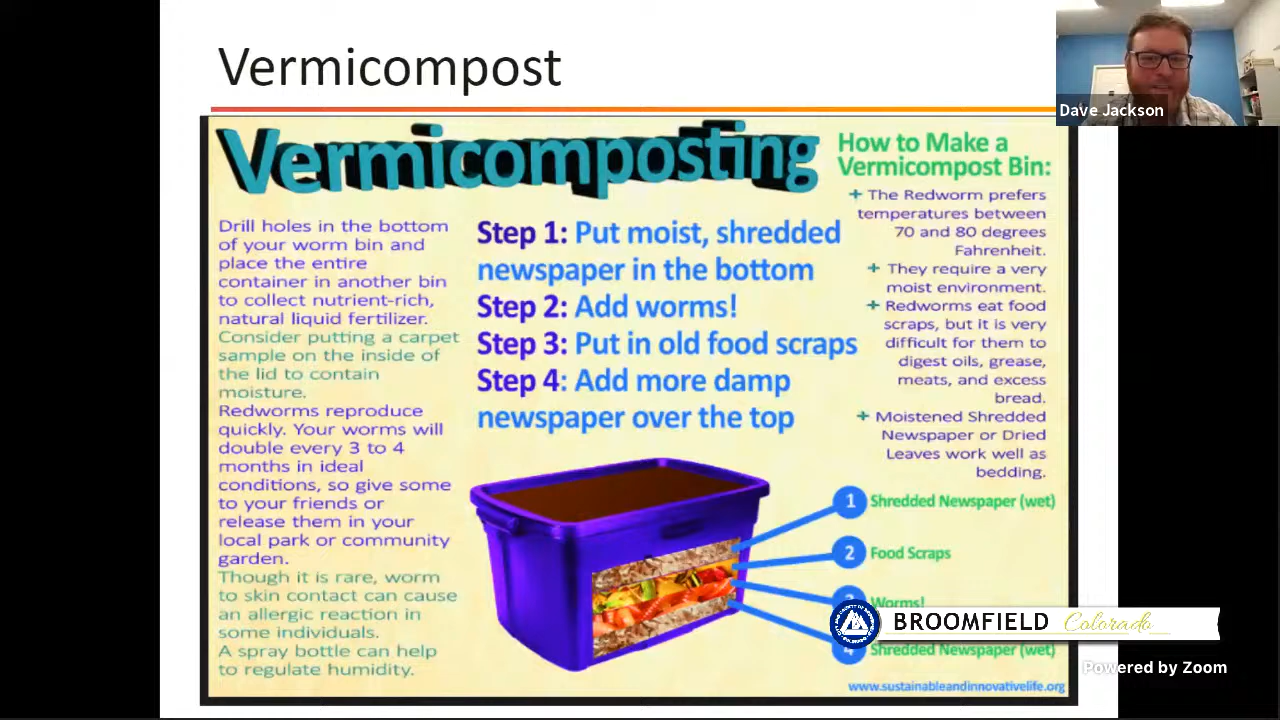 Vermicompost
Dave Jackson
Vermicomposting
Drill holes in the bottom
of your worm bin and
place the entire
container in another bin
to collect nutrient-rich,
natural liquid fertilizer.
Consider putting a carpet
sample on the inside of
the lid to contain
moisture.
Redworms reproduce
quickly. Your worms will
double every 3 to 4
months in ideal
conditions, so give some
to your friends or
release them in your
local park or community
garden.
Though it is rare, worm
to skin contact can cause
an allergic reaction in
some individuals.
A spray bottle can help
to regulate humidity.
Step 1: Put moist, shredded
newspaper in the bottom
Step 2: Add worms!
Step 3: Put in old food scraps
Step 4: Add more damp
newspaper over the top
How to Make a
Vermicompost Bin:
+ The Redworm prefers
temperatures between
70 and 80 degrees
Fahrenheit.
+ They require a very
moist environment.
+ Redworms eat food
scraps, but it is very
difficult for them to
digest oils, grease,
meats, and excess
bread.
+ Moistened Shredded
Newspaper or Dried
Leaves work well as
bedding.
1 Shredded Newspaper (wet)
2 Food Scraps
3 Worms!
4 Shredded Newspaper (wet)
BROOMFIELD Colorado
Powered by Zoom
www.sustainableandinnovativelife.org